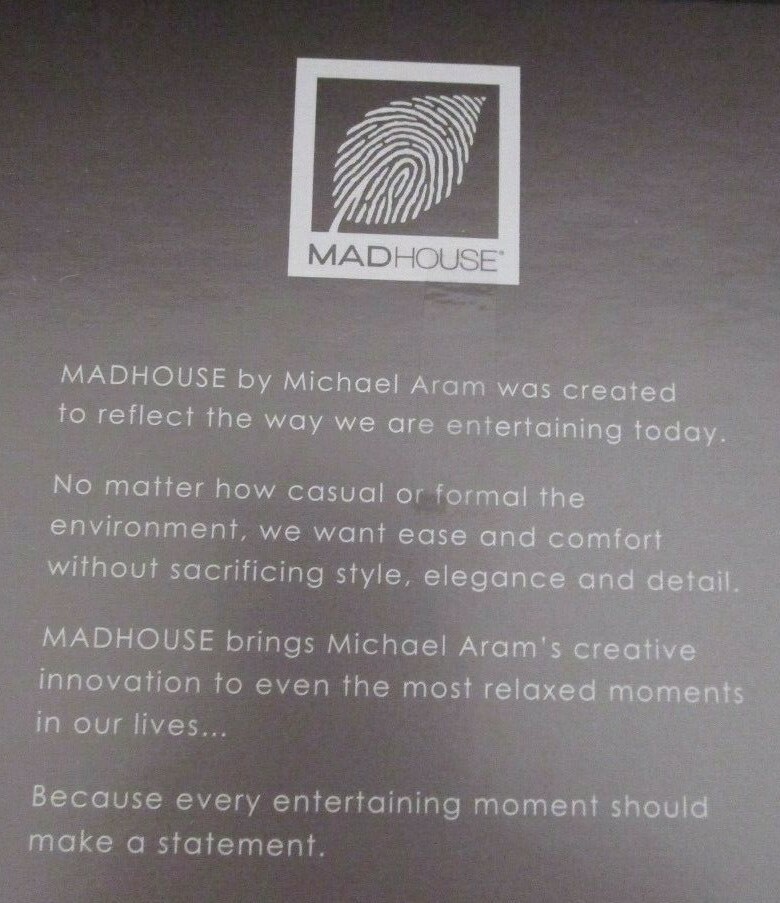 MADHOUSE®
MADHOUSE by Michael Aram was created
to reflect the way we are entertaining today.
No matter how casual or formal the
environment, we want ease and comfort
without sacrificing style, elegance and detail.
MADHOUSE brings Michael Aram's creative
innovation to even the most relaxed moments
in our lives...
Because every entertaining moment should
make a statement.